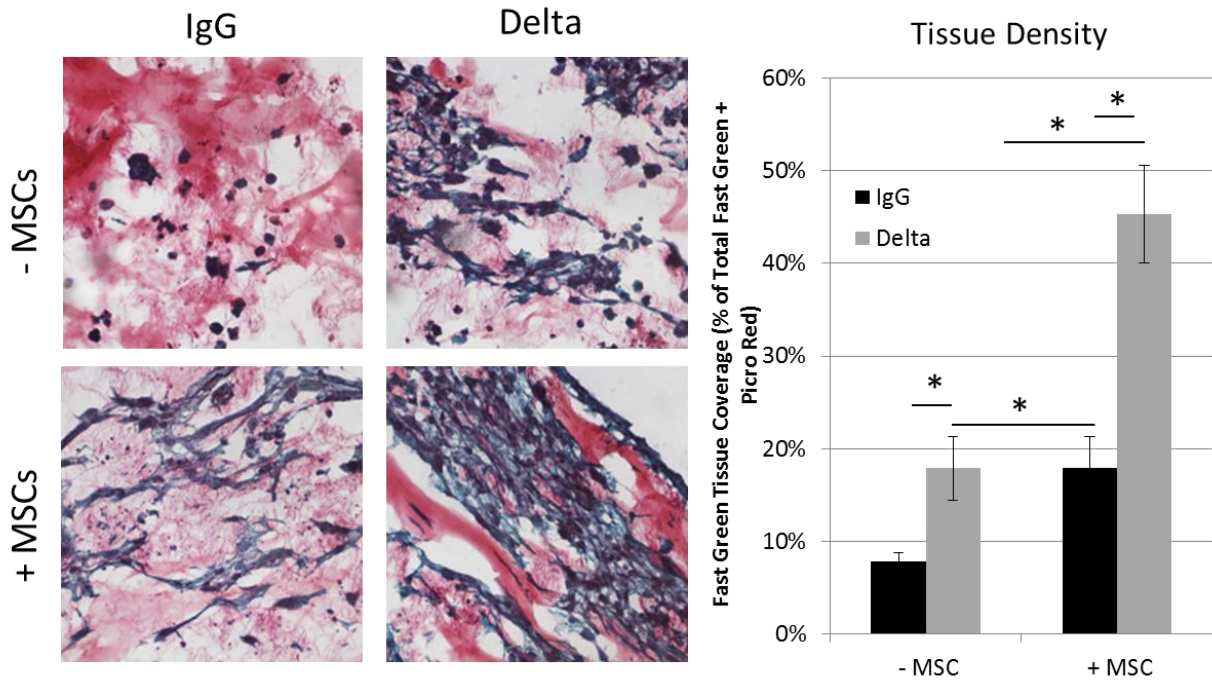 IgG
Delta
- MSCs
+ MSCs
Tissue Density
Fast Green Tissue Coverage (% of Total Fast Green +
Picro Red)
60%
50%
40%
30%
20%
10%
0%
*
*
*
*
IgG
Delta
- MSC
+ MSC